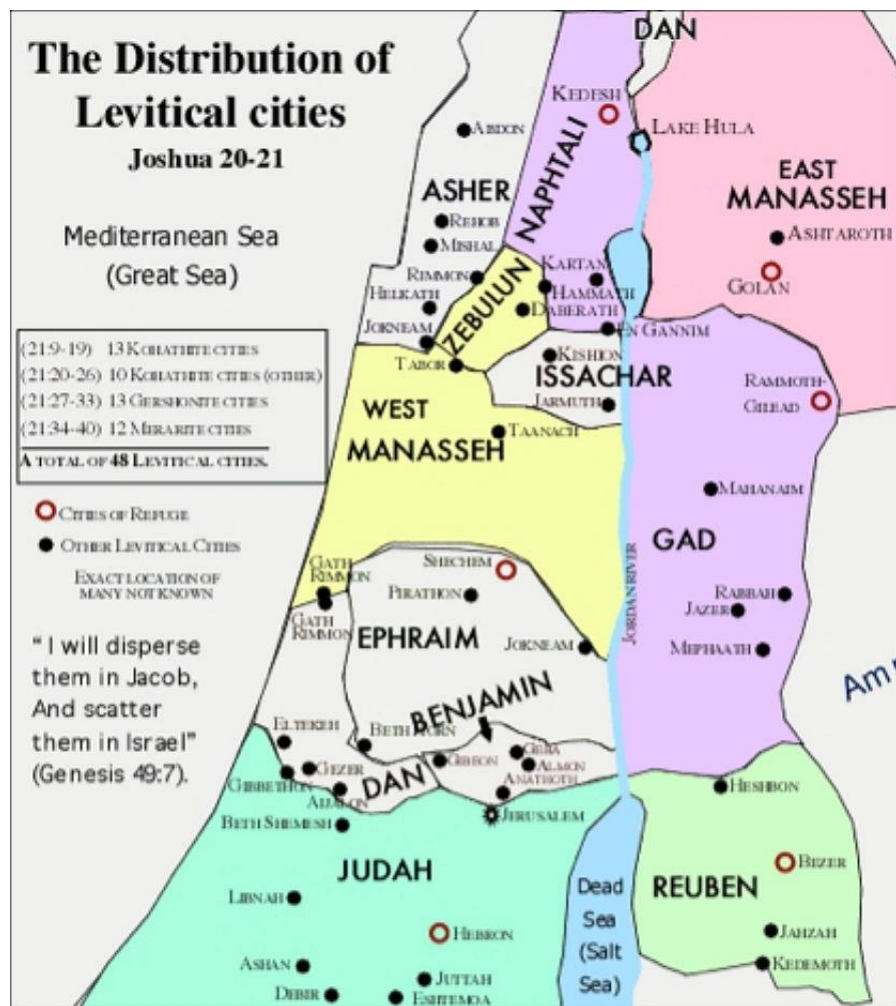 The Distribution of
Levitical cities
Joshua 20-21
Mediterranean Sea
(Great Sea)
(21:9-19) 13 KOHATHITE CITIES
(21:20-26) 10 KOHATHITE CITIES (OTHER)
(21:27-33) 13 GERSHONITE CITIES
(21:34-40) 12 MERARITE CITIES
A TOTAL OF 48 LEVITICAL CITIES.
CITIES OF REFUGE
OTHER LEVITICAL CITIES
EXACT LOCATION OF
MANY NOT KNOWN
" I will disperse
them in Jacob,
And scatter
them in Israel"
(Genesis 49:7).
DAN
KEDESH
LAKE HULA
ABDON
NAPHTALI
ASHER
EAST
MANASSEH
REHOB
MISHAL
ASHTAROTH
RIMMON
KARTAN
GOLAN
HELKATH
ZEBULUN
HAMMATH
DABERATH
JOKNEAM
EN GANNIM
TABOR
KISHION
ISSACHAR
JARMUTH
RAMMOTH-
GILEAD
WEST
MANASSEH
TAANACH
MAHANAIM
GAD
SHECHEM
GATH
RIMMON
PIRATHON
GATH
RIMMON
EPHRAIM
JORDAN RIVER
RABBAH
JAZER
JOKNEAM
MEPHAATH
BENJAMIN
ELTEKEH
GIBEON
GEBA
ALMON
GEZER
DAN
ANATHOTH
GIBBETHON
HESHBON
BETH SHEMESH
JERUSALEM
JUDAH
BEZER
REUBEN
Dead
Sea
(Salt
Sea)
LIBNAH
HEBRON
JAHZAH
ASHAN
JUTTAH
KEDEMOTH
DEBIR
ESHTEMOA